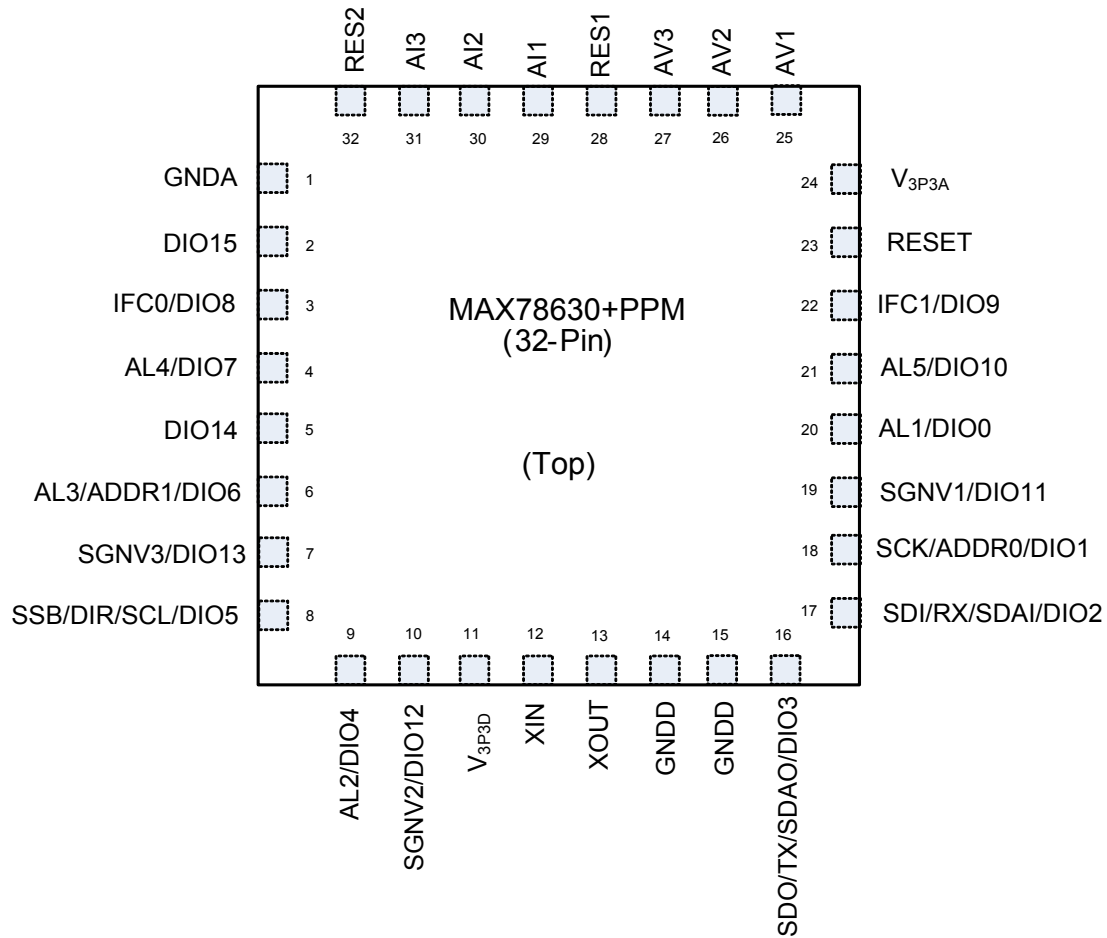 RES2
AI3
AI2
AI1
RES1
AV3
AV2
AV1
32
31
30
29
28
27
26
25
GNDA
1
24
V3P3A
DIO15
2
23
RESET
IFC0/DIO8
3
MAX78630+PPM
(32-Pin)
22
IFC1/DIO9
AL4/DIO7
4
21
AL5/DIO10
DIO14
5
20
AL1/DIO0
(Top)
AL3/ADDR1/DIO6
6
19
SGNV1/DIO11
SGNV3/DIO13
7
18
SCK/ADDR0/DIO1
SSB/DIR/SCL/DIO5
8
17
SDI/RX/SDAI/DIO2
9
10
11
12
13
14
15
16
AL2/DIO4
SGNV2/DIO12
V3P3D
XIN
XOUT
GNDD
GNDD
SDO/TX/SDAO/DIO3